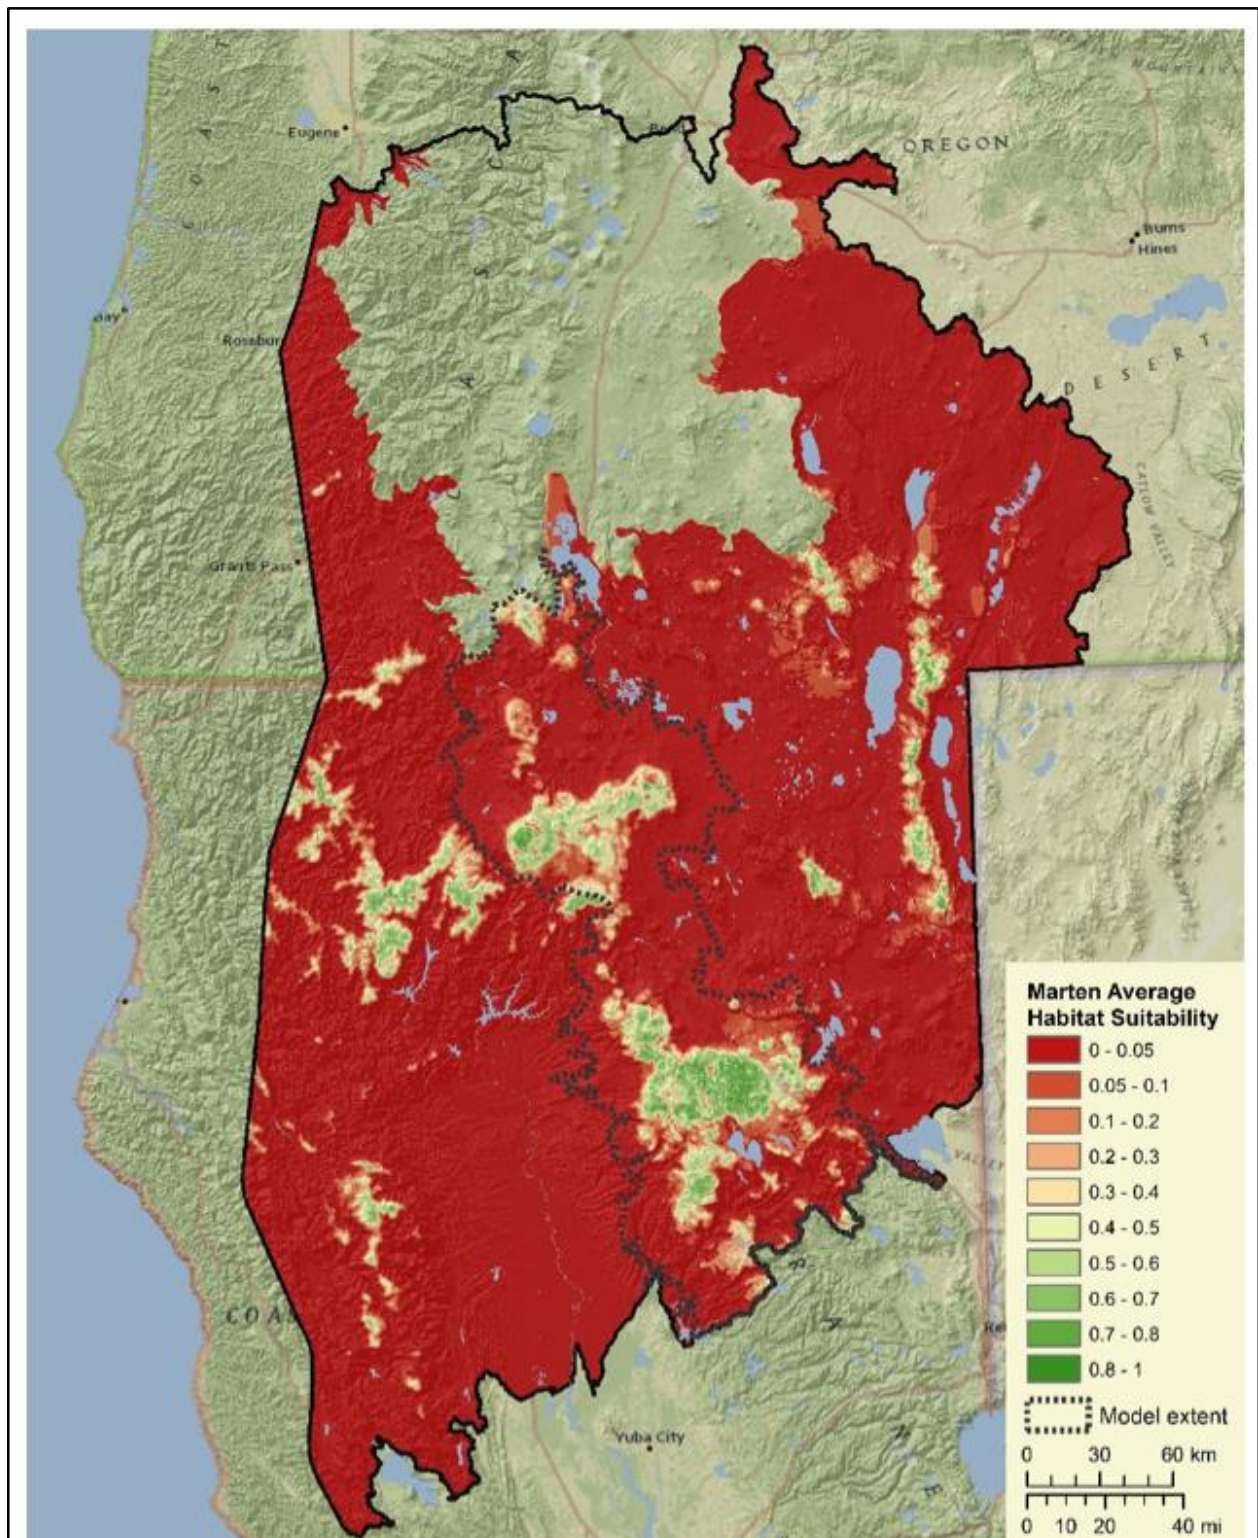 MOUNTAIN
Eugene
OREGON
Burns
Hines
Roseburg
DESERT
CATLOW VALLEY
Grants Pass
Marten Average
Habitat Suitability
0 - 0.05
0.05 - 0.1
0.1 - 0.2
0.2 - 0.3
0.3 - 0.4
0.4 - 0.5
0.5 - 0.6
0.6 - 0.7
0.7 - 0.8
0.8 - 1
Model extent
0 30 60 km
0 10 20 40 mi
VALLEY
COAS
Yuba City